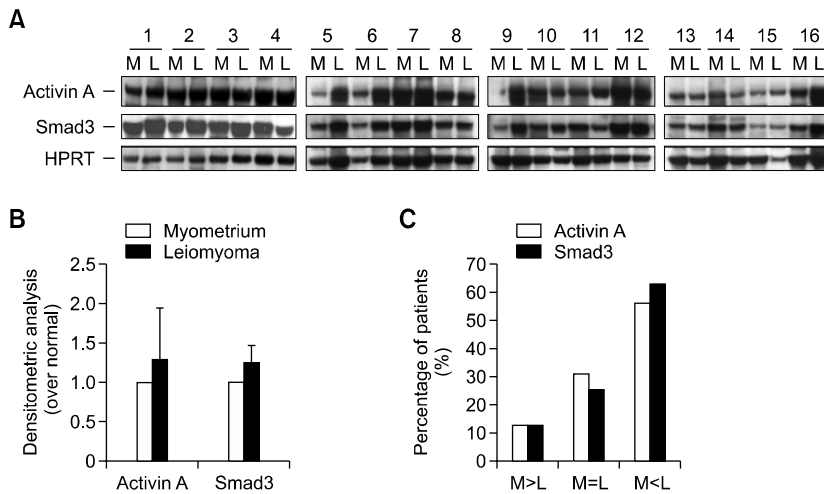 A
1 2 3 4 5 6 7 8 9 10 11 12 13 14 15 16
M L M L M L M L M L M L M L M L M L M L M L M L M L M L M L M L
Activin A
Smad3
HPRT
B
Myometrium
Leiomyoma
Densitometric analysis
(over normal)
2.5
2.0
1.5
1.0
0.5
0
Activin A Smad3
C
Activin A
Smad3
Percentage of patients
(%)
70
60
50
40
30
20
10
0
M>L M=L M<L